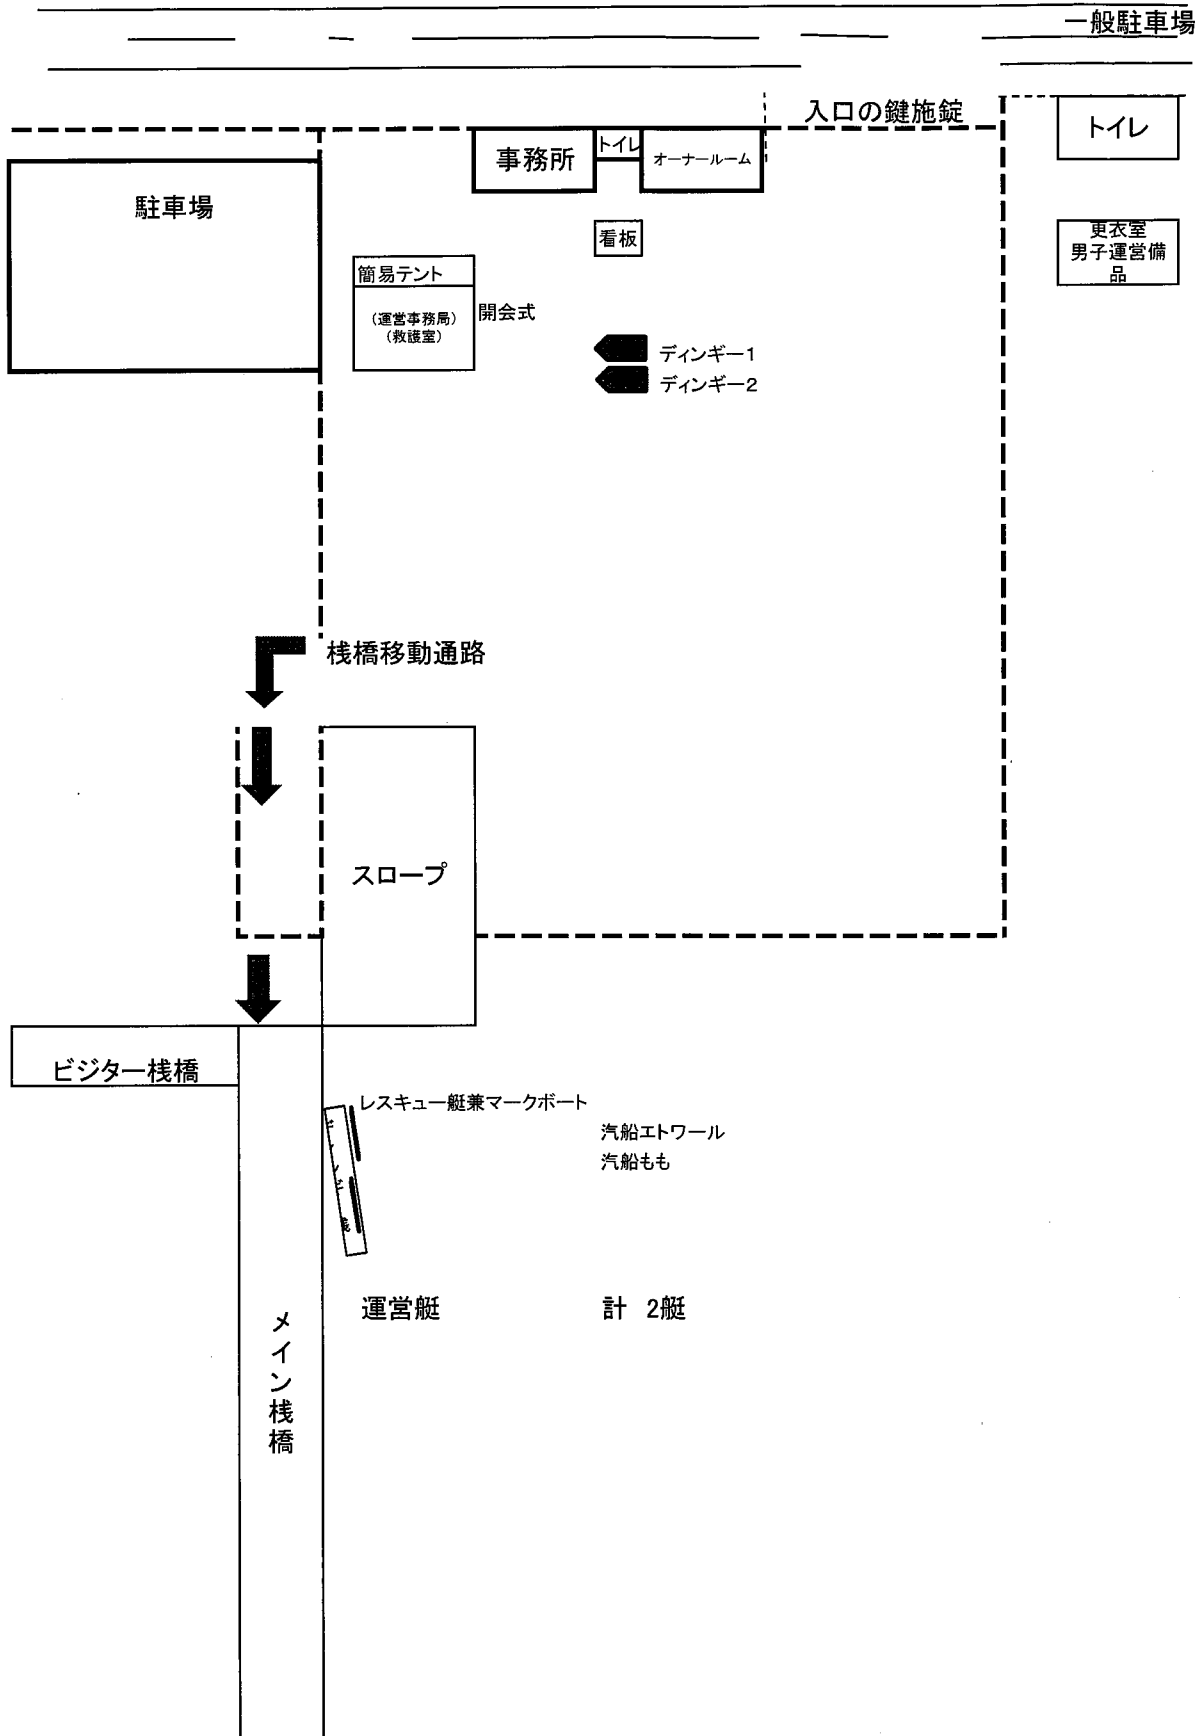 一般駐車場
入口の鍵施錠
トイレ
事務所
トイレ
オーナールーム
駐車場
看板
更衣室
男子運営備
品
簡易テント
(運営事務局)
(救護室)
開会式
ディンギー1
ディンギー2
桟橋移動通路
スロープ
ビジター桟橋
レスキュー艇兼マークボート
汽船エトワール
汽船もも
運営艇
計 2艇
メイン桟橋